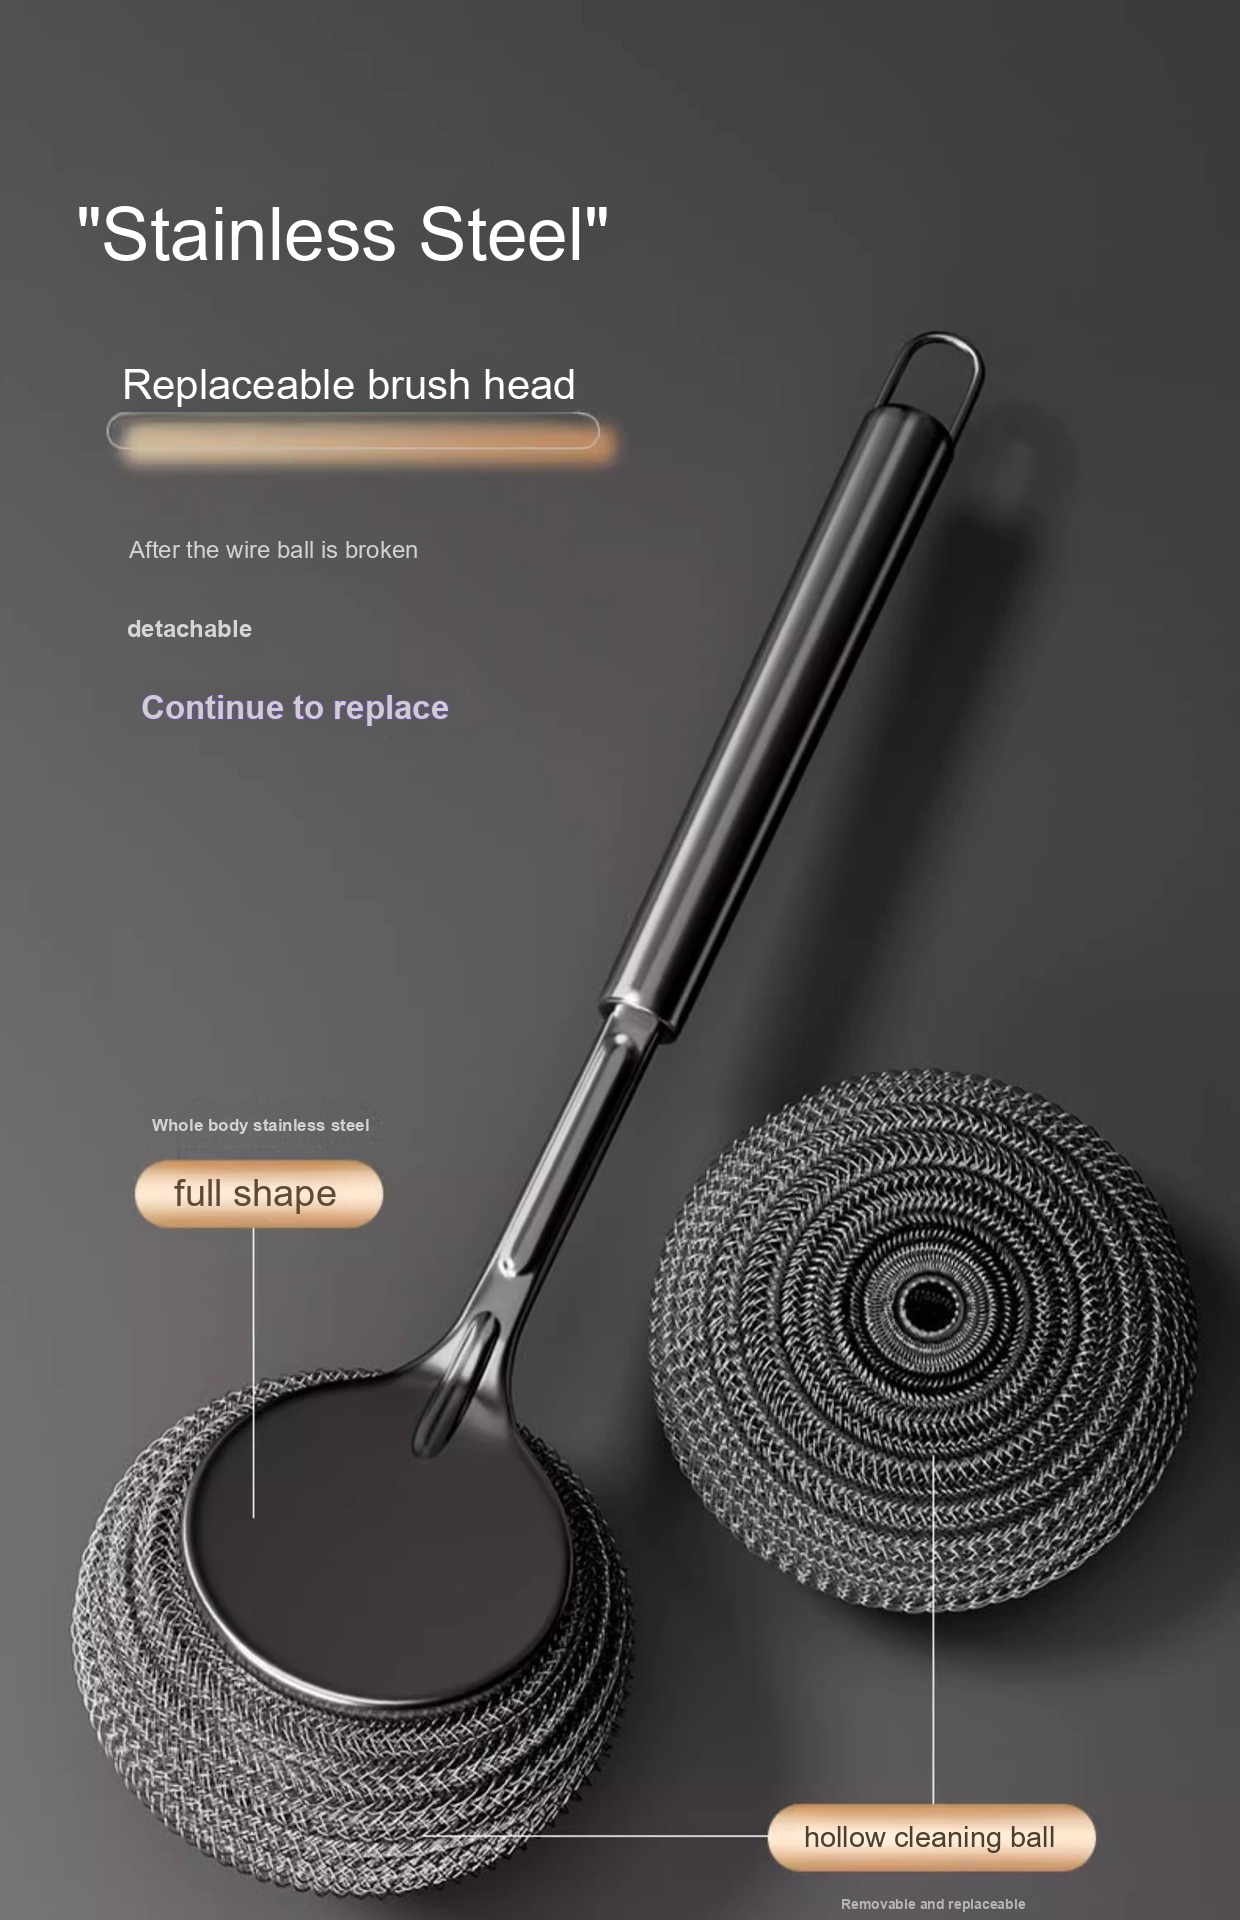 "Stainless Steel"
Replaceable brush head
After the wire ball is broken
detachable
Continue to replace
Whole body stainless steel
full shape
hollow cleaning ball
Removable and replaceable